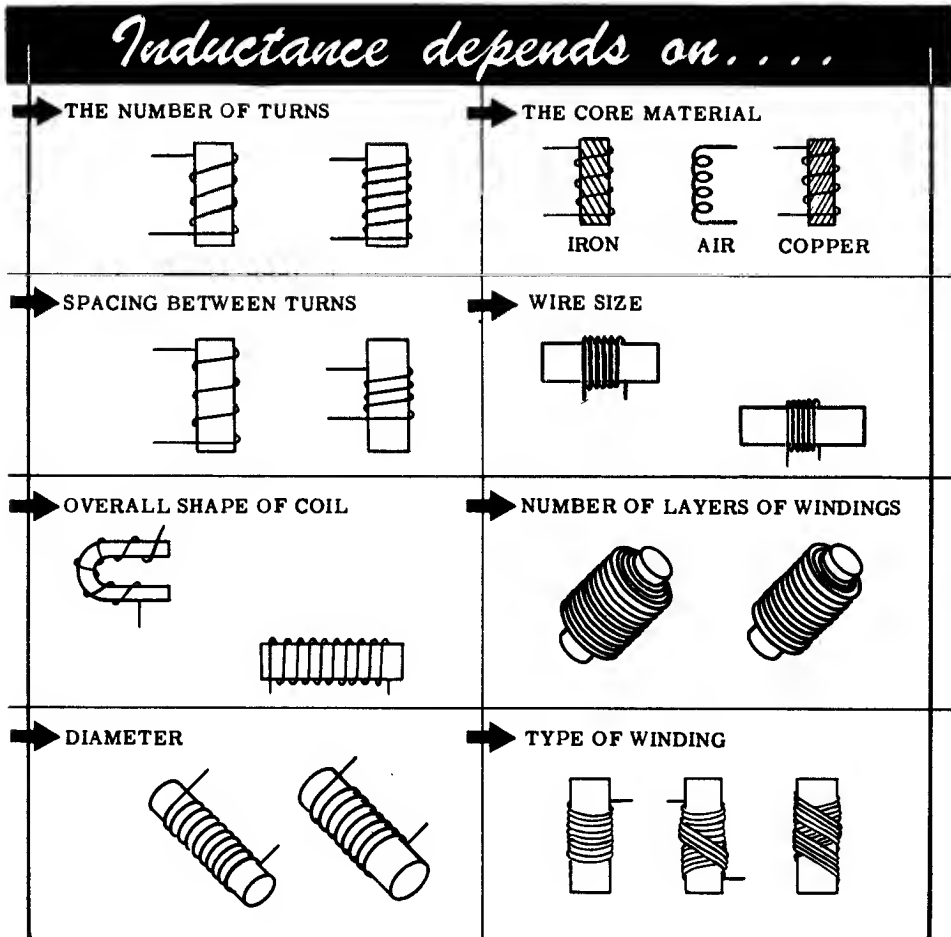 Inductance depends on....
THE NUMBER OF TURNS
THE CORE MATERIAL
IRON AIR COPPER
SPACING BETWEEN TURNS
WIRE SIZE
OVERALL SHAPE OF COIL
NUMBER OF LAYERS OF WINDINGS
DIAMETER
TYPE OF WINDING